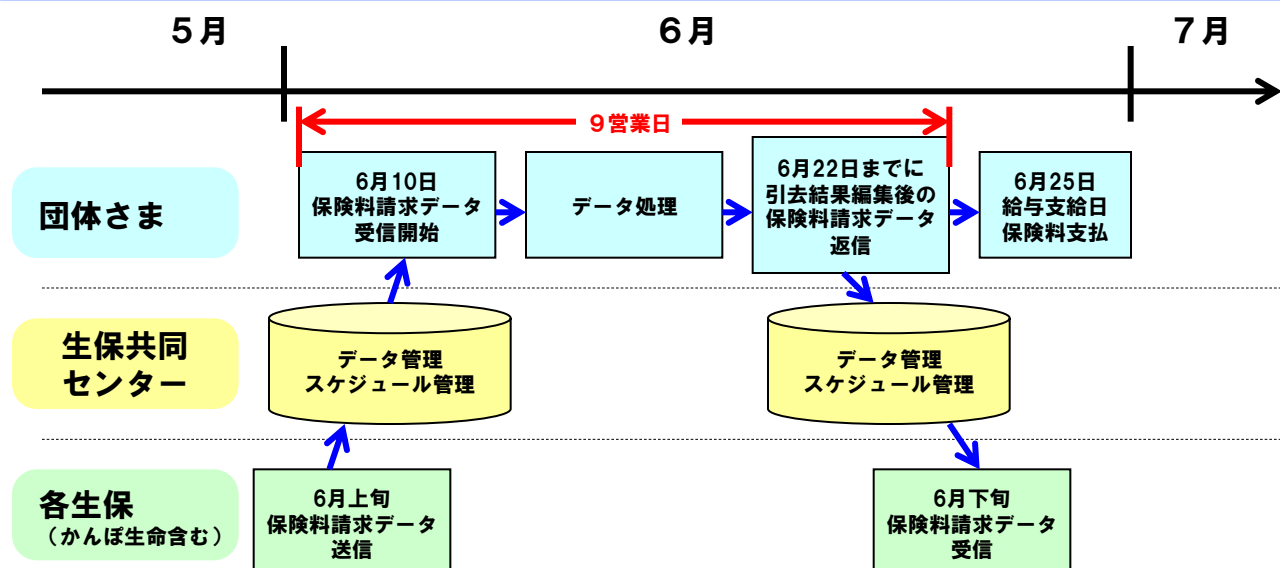 5月
6月
7月
9営業日
団体さま
6月10日
保険料請求データ
受信開始
データ処理
6月22日までに
引去結果編集後の
保険料請求データ
返信
6月25日
給与支給日
保険料支払
生保共同
センター
データ管理
スケジュール管理
データ管理
スケジュール管理
各生保
(かんぽ生命含む)
6月上旬
保険料請求データ
送信
6月下旬
保険料請求データ
受信